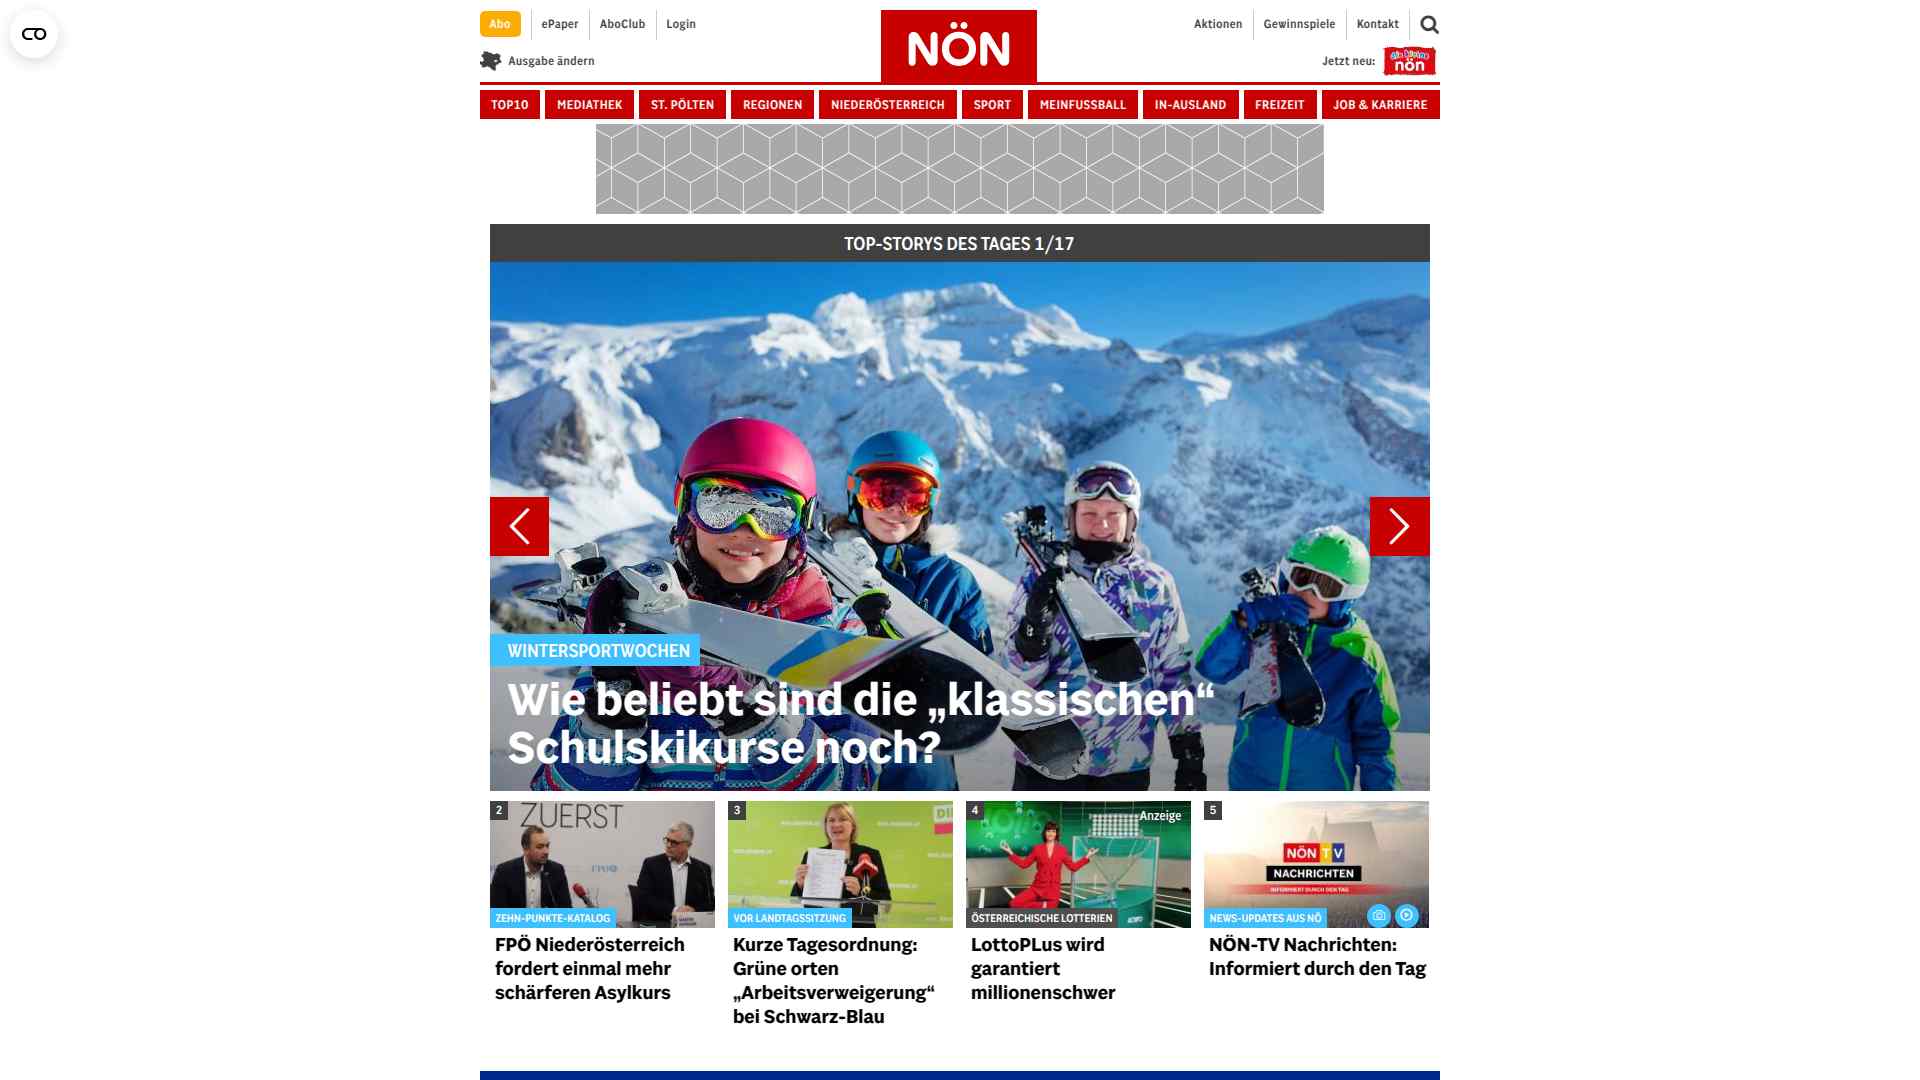 Abo
ePaper
AboClub
Login
NÖN
Aktionen
Gewinnspiele
Kontakt
Ausgabe ändern
Jetzt neu:
die kleine
nön
TOP10
MEDIATHEK
ST. PÖLTEN
REGIONEN
NIEDERÖSTERREICH
SPORT
MEINFUSSBALL
IN-AUSLAND
FREIZEIT
JOB & KARRIERE
TOP-STORYS DES TAGES 1/17
WINTERSPORTWOCHEN
Wie beliebt sind die „klassischen“
Schulskikurse noch?
2
ZUERST
FPÖ
ZEHN-PUNKTE-KATALOG
FPÖ Niederösterreich
fordert einmal mehr
schärferen Asylkurs
3
VOR LANDTAGSSITZUNG
Kurze Tagesordnung:
Grüne orten
„Arbeitsverweigerung“
bei Schwarz-Blau
4
Anzeige
ÖSTERREICHISCHE LOTTERIEN
LottoPLus wird
garantiert
millionenschwer
5
NÖN TV
NACHRICHTEN
INFORMIERT DURCH DEN TAG
NEWS-UPDATES AUS NÖ
NÖN-TV Nachrichten:
Informiert durch den Tag